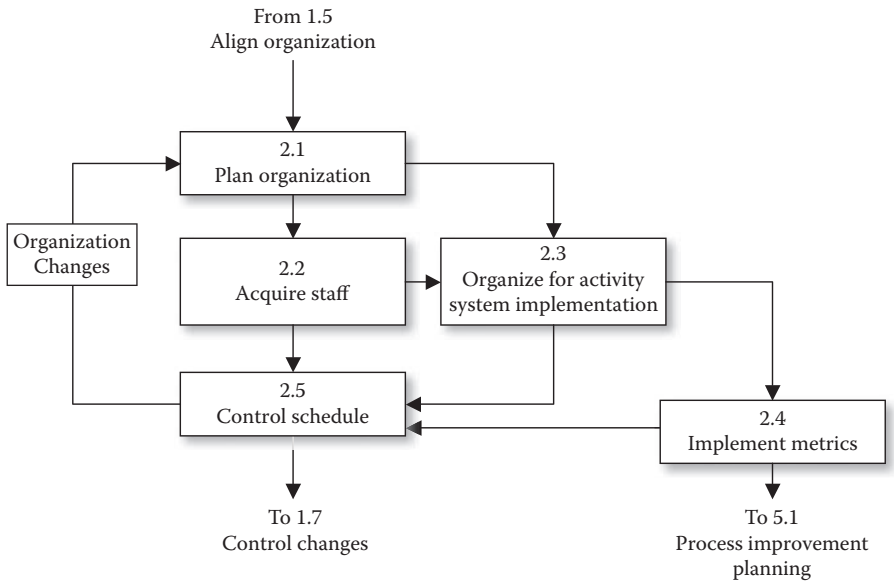 From 1.5
Align organization
2.1
Plan organization
Organization
Changes
2.2
Acquire staff
2.3
Organize for activity
system implementation
2.5
Control schedule
2.4
Implement metrics
To 1.7
Control changes
To 5.1
Process improvement
planning